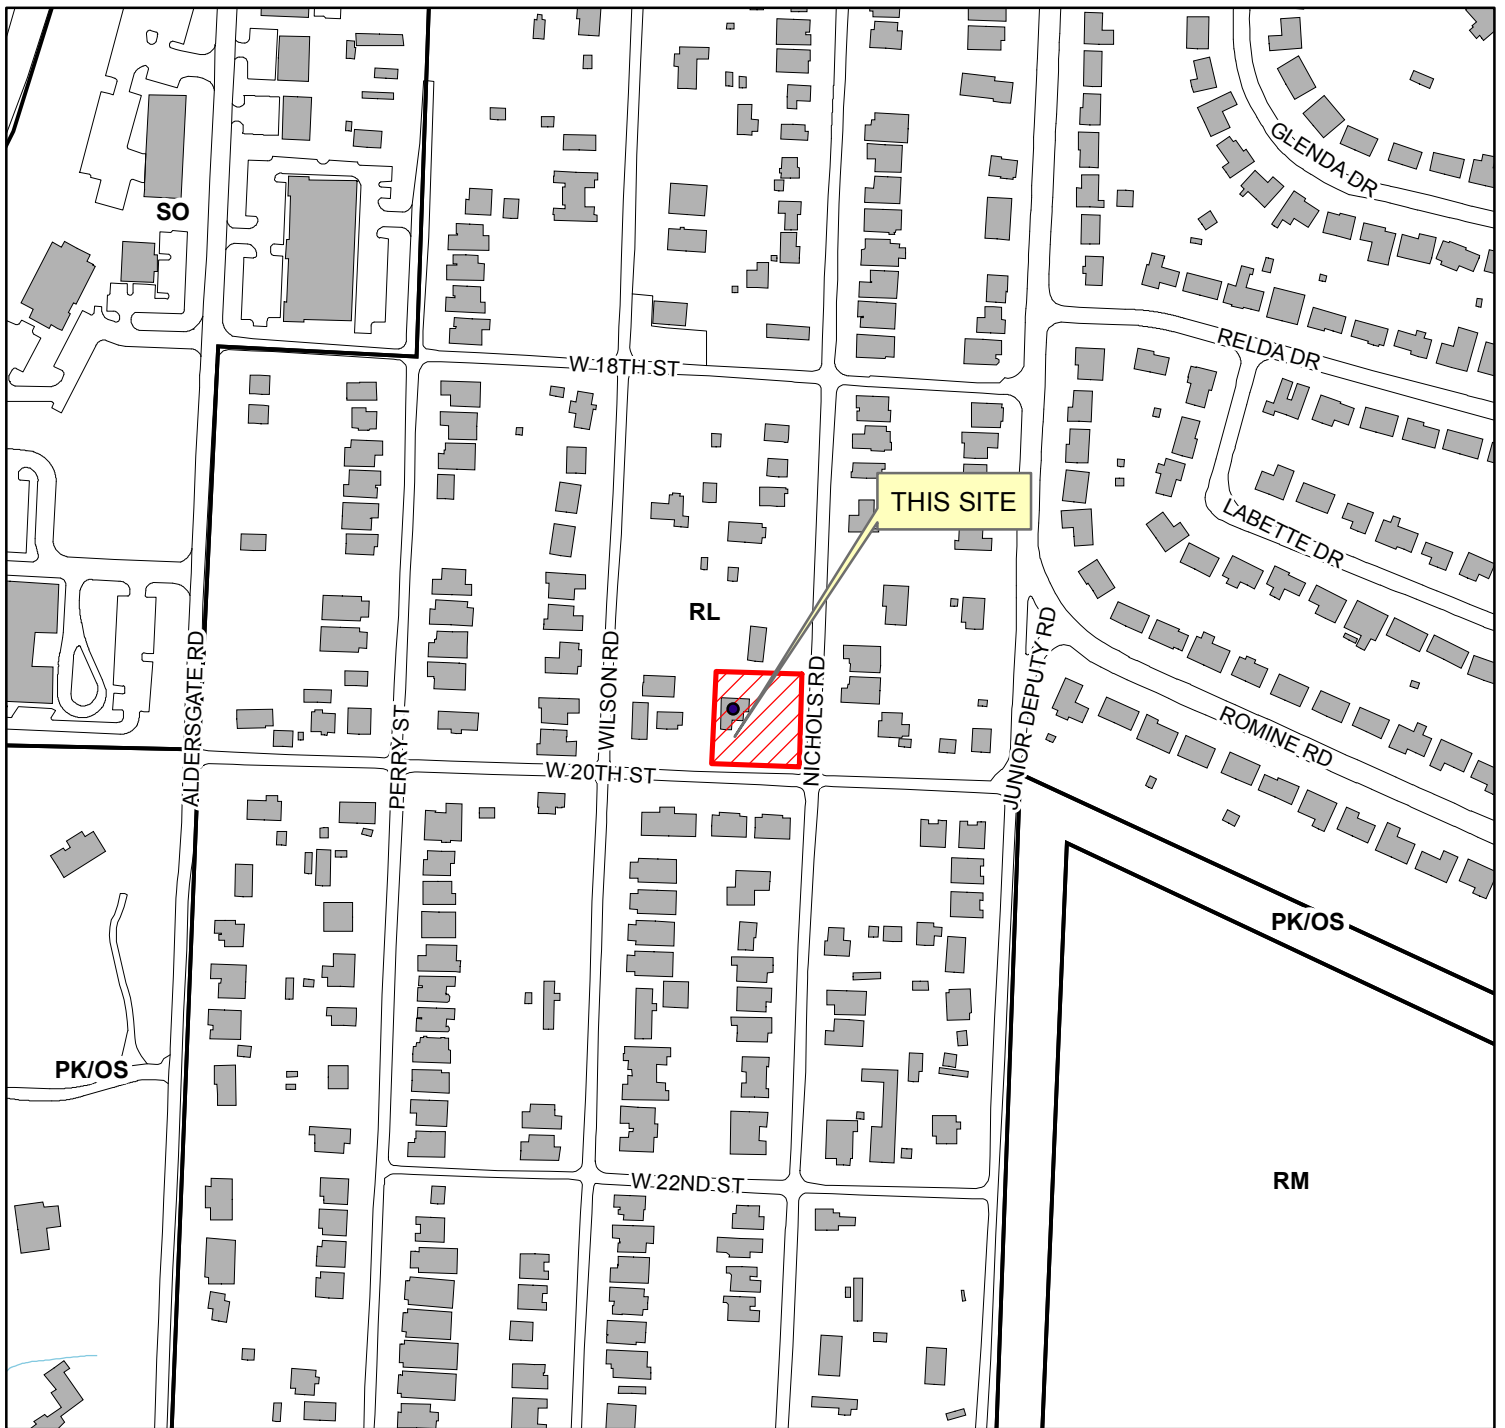 GLENDA DR
SO
RELDA DR
W 18TH ST
THIS SITE
LABETTE DR
RL
ALDERSGATE RD
PERRY ST
WILSON RD
NICHOLS RD
JUNIOR DEPUTY RD
ROMINE RD
W 20TH ST
PK/OS
PK/OS
RM
W 22ND ST